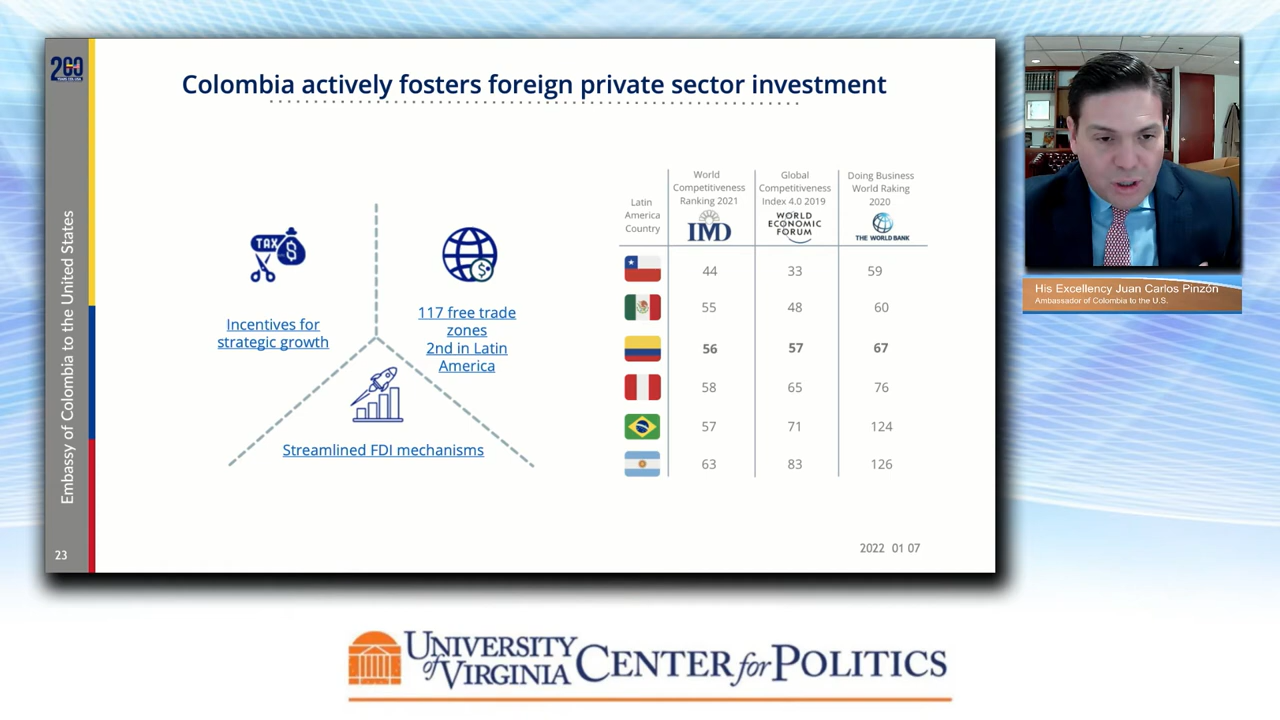 200
Embassy of Colombia to the United States
23
Colombia actively fosters foreign private sector investment
TAX
Incentives for
strategic growth
117 free trade
zones
2nd in Latin
America
Streamlined FDI mechanisms
Latin
America
Country
World
Competitiveness
Ranking 2021
IMD
Global
Competitiveness
Index 4.0 2019
WORLD
ECONOMIC
FORUM
Doing Business
World Raking
2020
THE WORLD BANK
44 33 59
55 48 60
56 57 67
58 65 76
57 71 124
63 83 126
2022 01 07
His Excellency Juan Carlos Pinzón
Ambassador of Colombia to the U.S.
UNIVERSITY
of VIRGINIA
CENTER for POLITICS